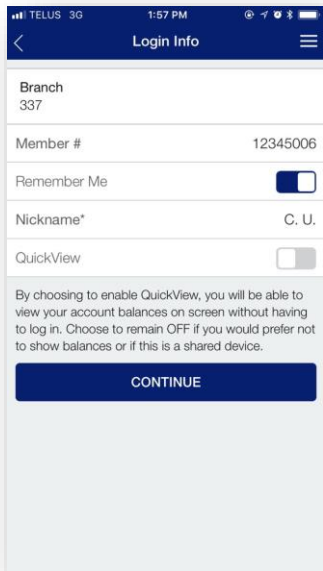 TELUS 3G 1:57 PM
Login Info
Branch
337
Member # 12345006
Remember Me
Nickname* C. U.
QuickView
By choosing to enable QuickView, you will be able to
view your account balances on screen without having
to log in. Choose to remain OFF if you would prefer not
to show balances or if this is a shared device.
CONTINUE